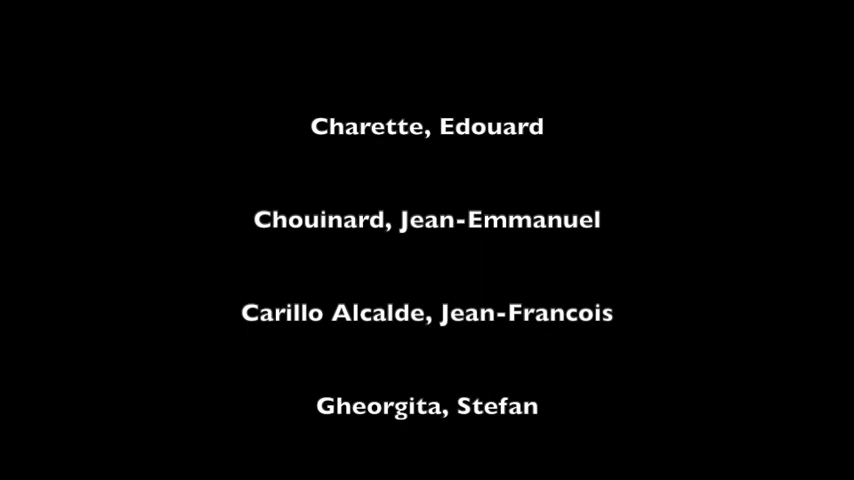 Charette, Edouard
Chouinard, Jean-Emmanuel
Carillo Alcalde, Jean-Francois
Gheorgita, Stefan